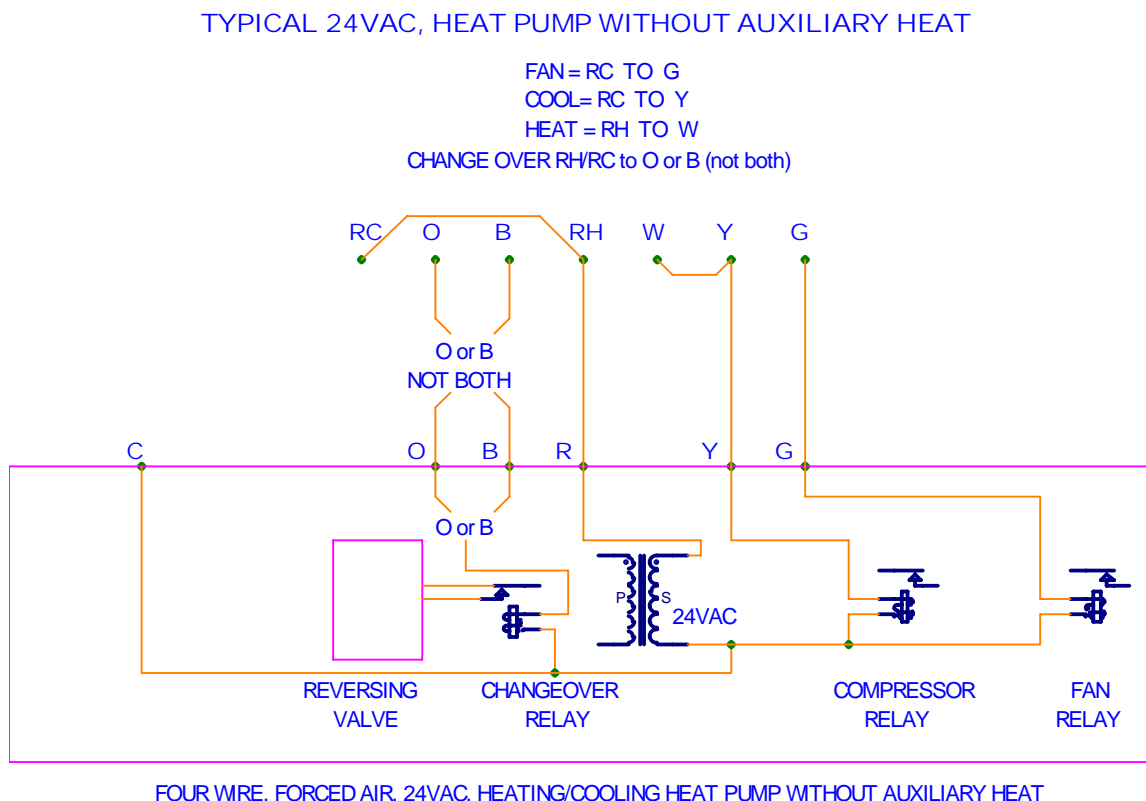 TYPICAL 24VAC, HEAT PUMP WITHOUT AUXILIARY HEAT
FAN = RC TO G
COOL= RC TO Y
HEAT = RH TO W
CHANGE OVER RH/RC to O or B (not both)
RC O B RH W Y G
O or B
NOT BOTH
C O B R Y G
O or B
P S
24VAC
REVERSING VALVE
CHANGEOVER RELAY
COMPRESSOR RELAY
FAN RELAY
FOUR WIRE, FORCED AIR, 24VAC, HEATING/COOLING HEAT PUMP WITHOUT AUXILIARY HEAT